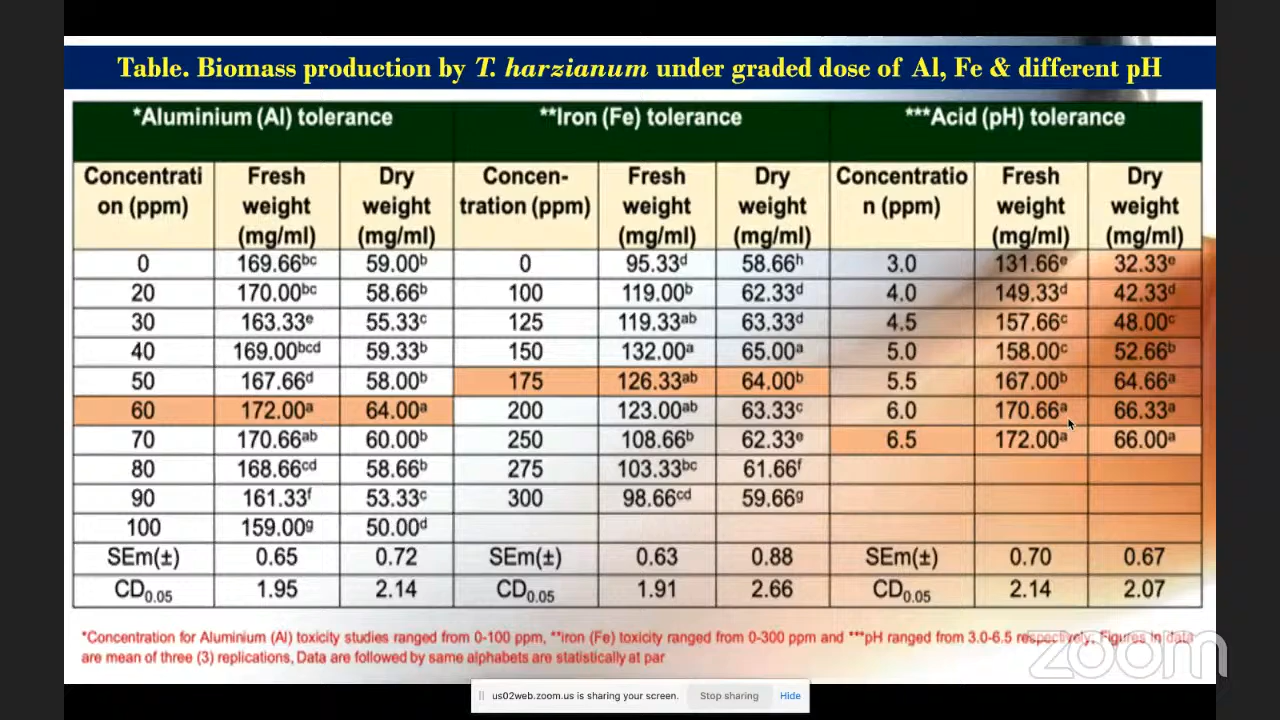 Table. Biomass production by T. harzianum under graded dose of Al, Fe & different pH
*Aluminium (Al) tolerance **Iron (Fe) tolerance ***Acid (pH) tolerance
Concentrati Fresh Dry Concen- Fresh Dry Concentratio Fresh Dry
on (ppm) weight weight tration (ppm) weight weight n (ppm) weight weight
(mg/ml) (mg/ml) (mg/ml) (mg/ml) (mg/ml) (mg/ml)
0 169.66bc 59.00b 0 95.33d 58.66h 3.0 131.66e 32.33e
20 170.00bc 58.66b 100 119.00b 62.33d 4.0 149.33d 42.33d
30 163.33e 55.33c 125 119.33ab 63.33d 4.5 157.66c 48.00c
40 169.00bcd 59.33b 150 132.00a 65.00a 5.0 158.00c 52.66b
50 167.66d 58.00b 175 126.33ab 64.00b 5.5 167.00b 64.66a
60 172.00a 64.00a 200 123.00ab 63.33c 6.0 170.66a 66.33a
70 170.66ab 60.00b 250 108.66b 62.33e 6.5 172.00a 66.00a
80 168.66cd 58.66b 275 103.33bc 61.66f
90 161.33f 53.33c 300 98.66cd 59.66g
100 159.00g 50.00d
SEm(±) 0.65 0.72 SEm(±) 0.63 0.88 SEm(±) 0.70 0.67
CD0.05 1.95 2.14 CD0.05 1.91 2.66 CD0.05 2.14 2.07
*Concentration for Aluminium (Al) toxicity studies ranged from 0-100 ppm, **iron (Fe) toxicity ranged from 0-300 ppm and ***pH ranged from 3.0-6.5 respectively, Figures in data
are mean of three (3) replications, Data are followed by same alphabets are statistically at par
zoom
us02web.zoom.us is sharing your screen. Stop sharing Hide